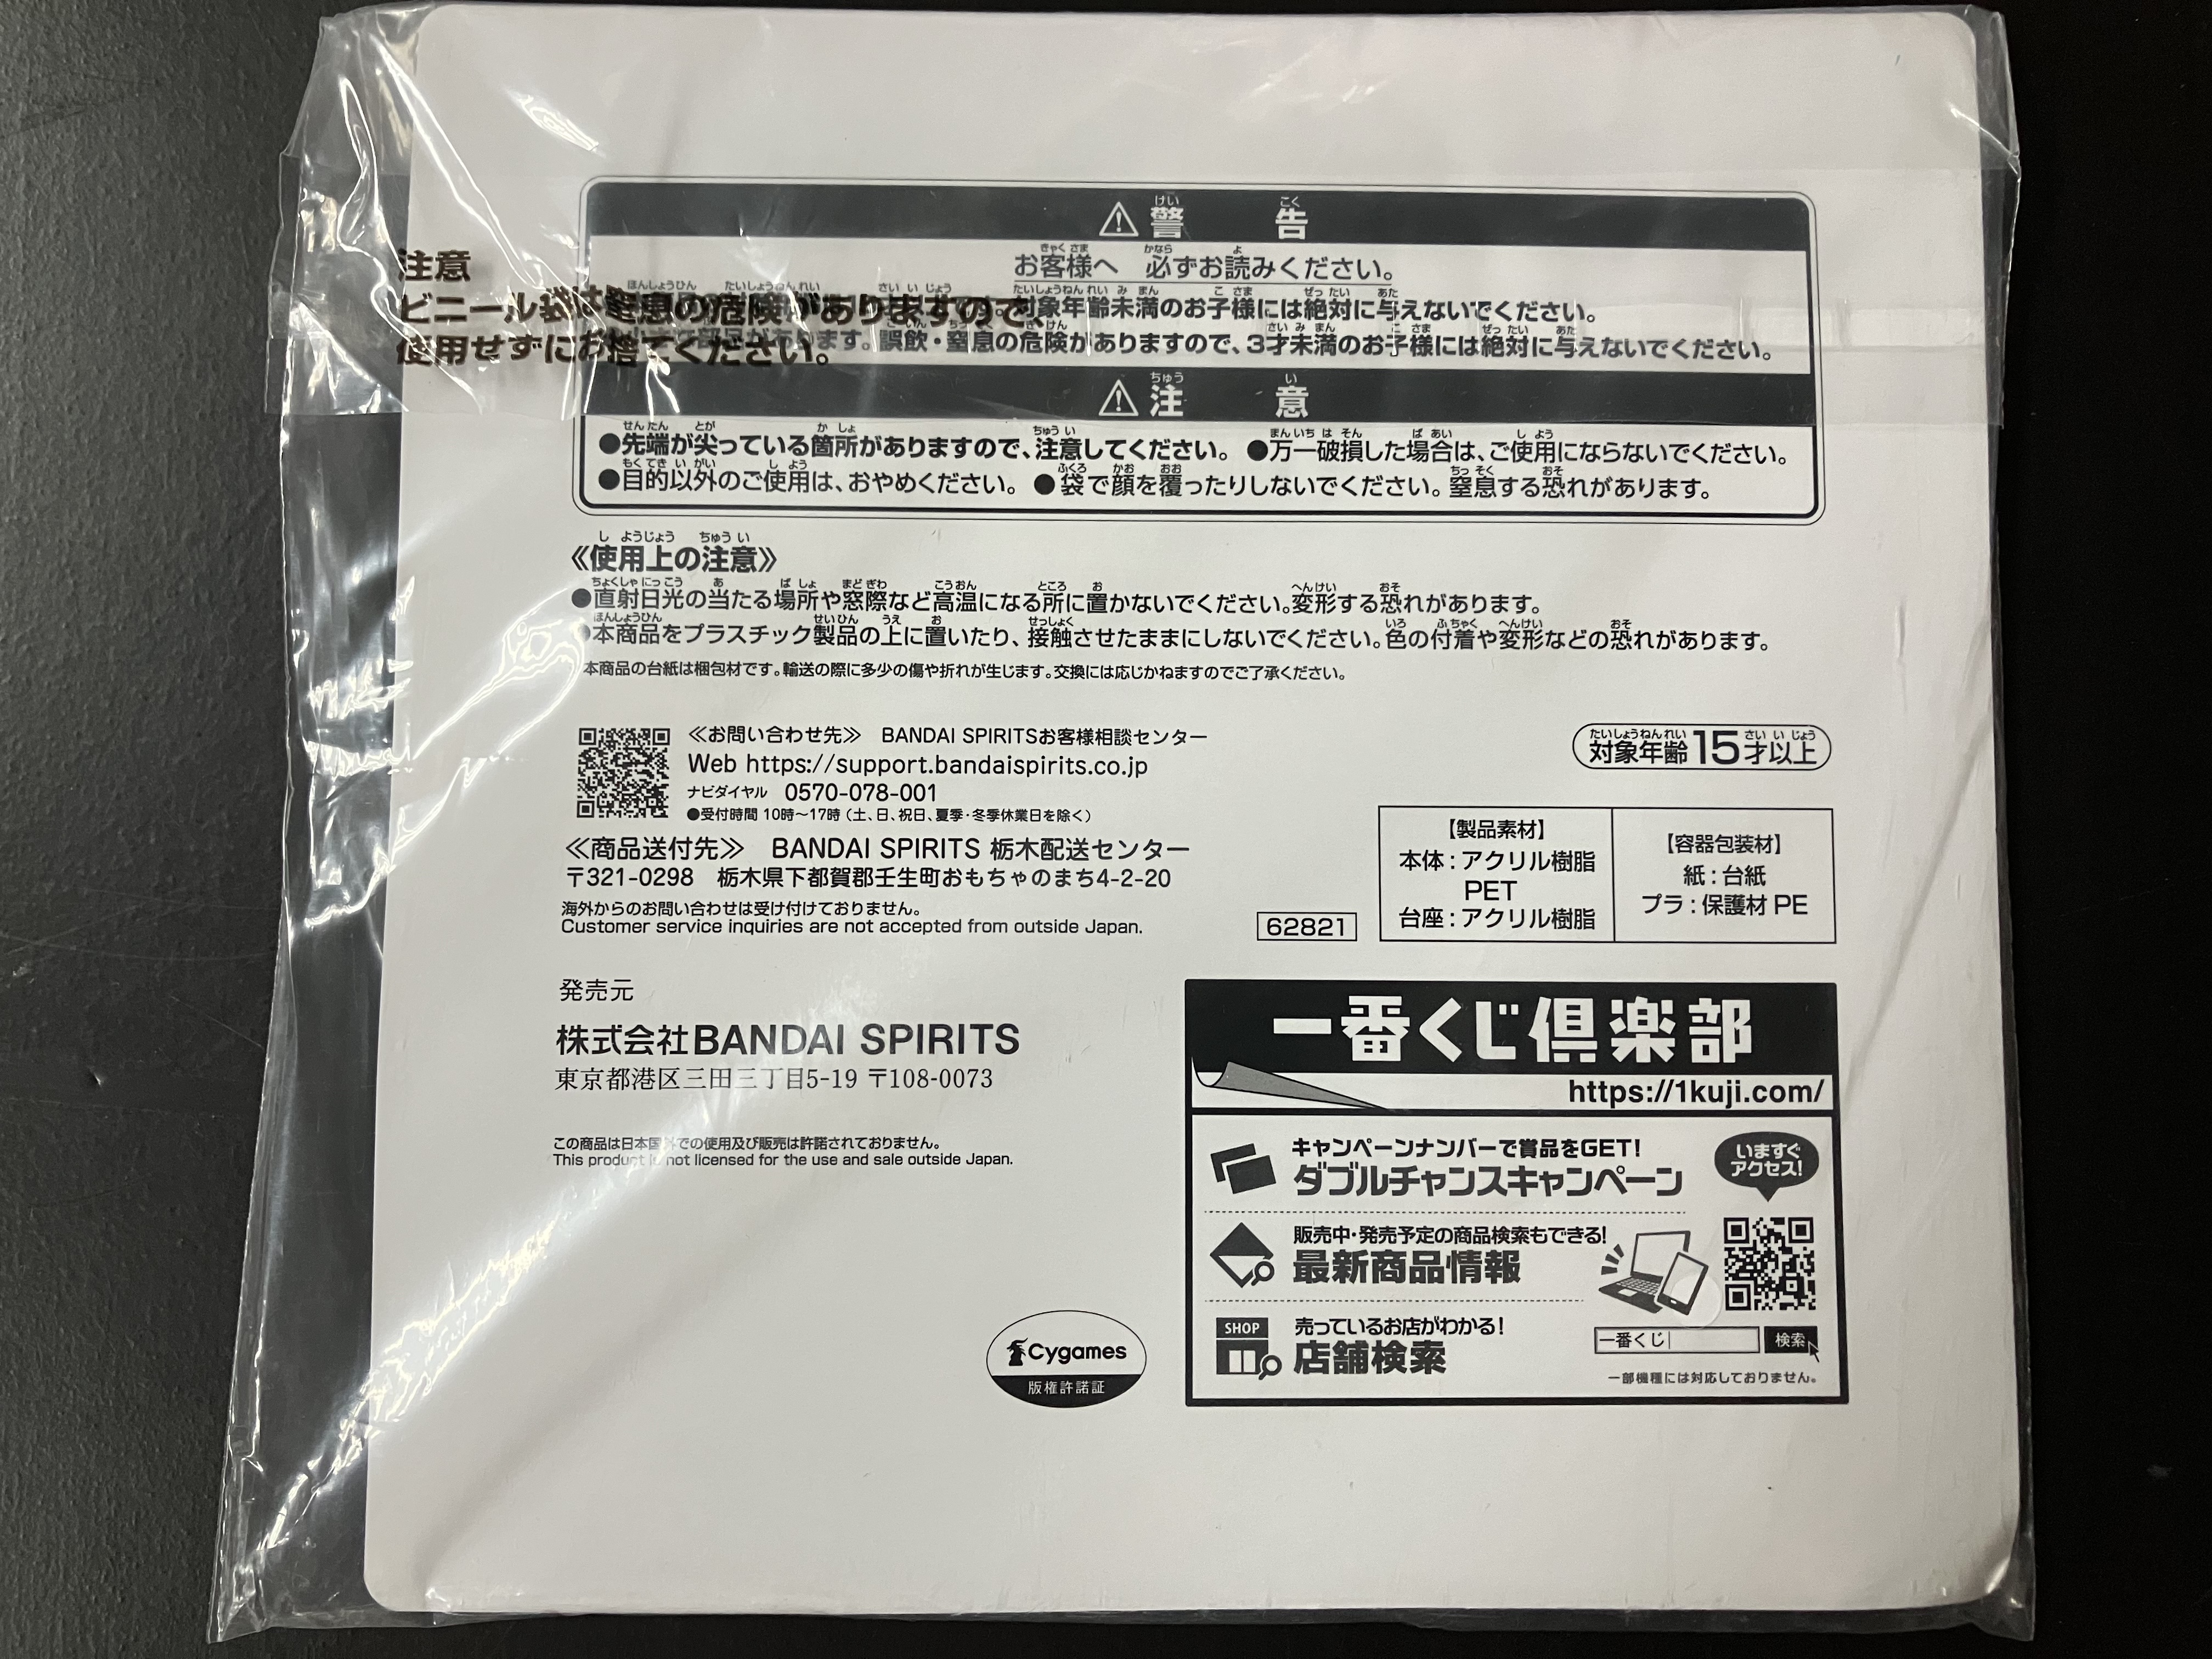 警告
お客様へ 必ずお読みください。
対象年齢未満のお子様には絶対に与えないでください。
があります。誤飲・窒息の危険がありますので、3才未満のお子様には絶対に与えないでください。
注意
ビニール袋は窒息の危険がありますので、
使用せずにお捨てください。
注意
●先端が尖っている箇所がありますので、注意してください。 ●万一破損した場合は、ご使用にならないでください。
●目的以外のご使用は、おやめください。 ●袋で顔を覆ったりしないでください。窒息する恐れがあります。
《使用上の注意》
●直射日光の当たる場所や窓際など高温になる所に置かないでください。変形する恐れがあります。
●本商品をプラスチック製品の上に置いたり、接触させたままにしないでください。色の付着や変形などの恐れがあります。
本商品の台紙は梱包材です。輸送の際に多少の傷や折れが生じます。交換には応じかねますのでご了承ください。
≪お問い合わせ先≫ BANDAI SPIRITSお客様相談センター
Web https://support.bandaispirits.co.jp
ナビダイヤル 0570-078-001
●受付時間 10時～17時（土、日、祝日、夏季・冬季休業日を除く）
≪商品送付先≫ BANDAI SPIRITS 栃木配送センター
〒321-0298 栃木県下都賀郡壬生町おもちゃのまち4-2-20
海外からのお問い合わせは受け付けておりません。
Customer service inquiries are not accepted from outside Japan.
62821
対象年齢15才以上
【製品素材】
本体：アクリル樹脂
PET
台座：アクリル樹脂
【容器包装材】
紙：台紙
プラ：保護材 PE
発売元
株式会社BANDAI SPIRITS
東京都港区三田三丁目5-19 〒108-0073
この商品は日本国外での使用及び販売は許諾されておりません。
This product is not licensed for the use and sale outside Japan.
Cygames
版権許諾証
一番くじ倶楽部
https://1kuji.com/
キャンペーンナンバーで賞品をGET!
ダブルチャンスキャンペーン
いますぐ
アクセス!
販売中・発売予定の商品検索もできる!
最新商品情報
SHOP
売っているお店がわかる!
店舗検索
一番くじ
検索
一部機種には対応しておりません。